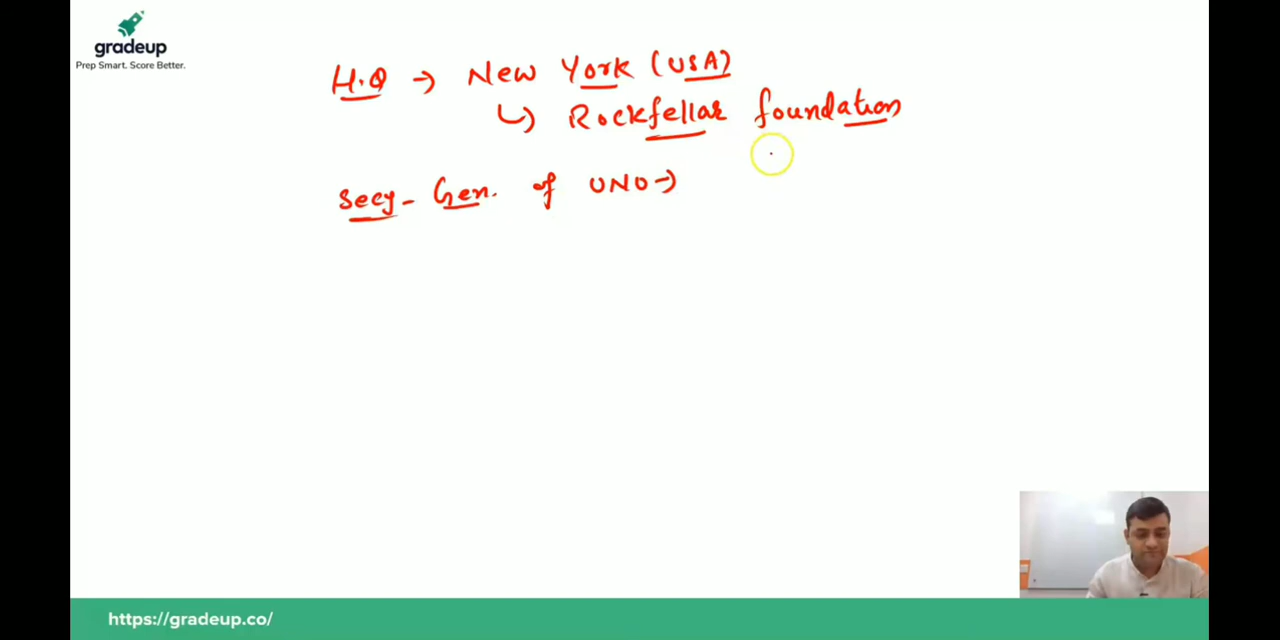 gradeup
Prep Smart. Score Better.
H.Q → New York (USA)
↳ Rockfellar foundation
Secy - Gen. of UNO →
https://gradeup.co/